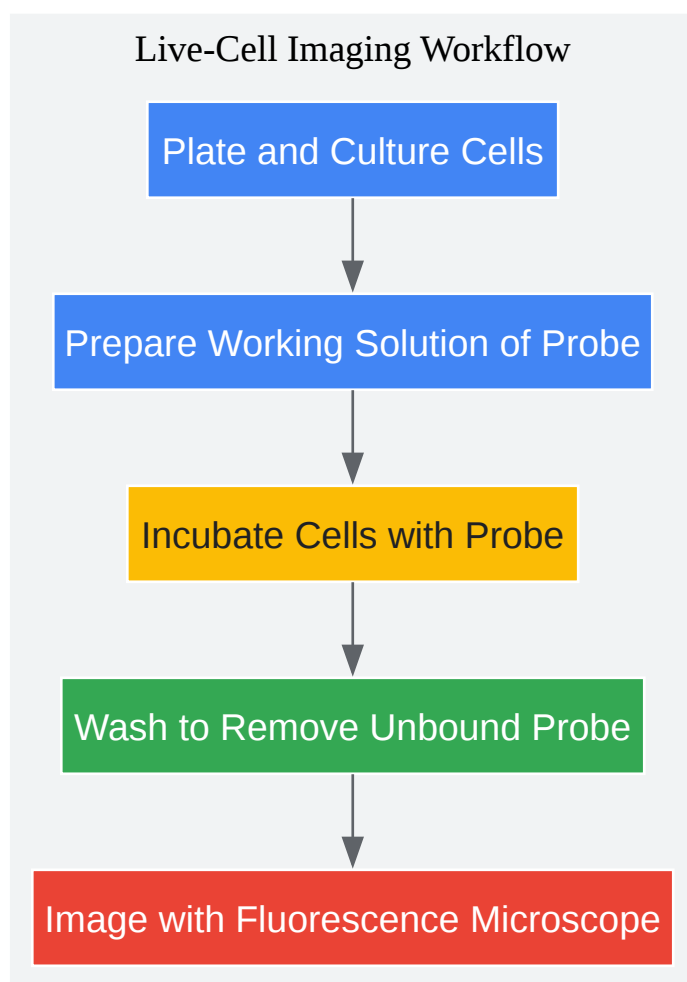 Live-Cell Imaging Workflow
Plate and Culture Cells
Prepare Working Solution of Probe
Incubate Cells with Probe
Wash to Remove Unbound Probe
Image with Fluorescence Microscope